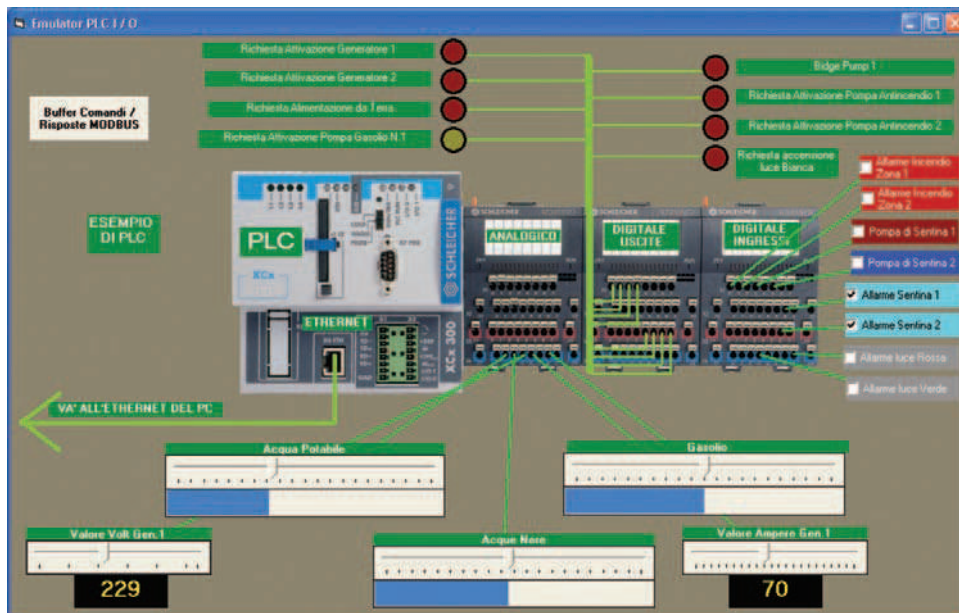 Emulator PLC I / O
Richiesta Attivazione Generatore 1
Richiesta Attivazione Generatore 2
Richiesta Alimentazione da Terra
Richiesta Attivazione Pompa Gasolio N.1
Bidge Pump 1
Richiesta Attivazione Pompa Antincendio 1
Richiesta Attivazione Pompa Antincendio 2
Richiesta accensione
luce Bianca
Buffer Comandi /
Risposte MODBUS
Allarme Incendio
Zona 1
Allarme Incendio
Zona 2
Pompa di Sentina 1
Pompa di Sentina 2
Allarme Sentina 1
Allarme Sentina 2
Allarme luce Rossa
Allarme luce Verde
ESEMPIO
DI PLC
PLC
XCx
SCHLEICHER
ETHERNET
XCx 300
SCHLEICHER
ANALOGICO
SCHLEICHER
DIGITALE
USCITE
SCHLEICHER
DIGITALE
INGRESSI
VA' ALL'ETHERNET DEL PC
Acqua Potabile
Gasolio
Valore Volt Gen.1
229
Acque Nere
Valore Ampere Gen.1
70